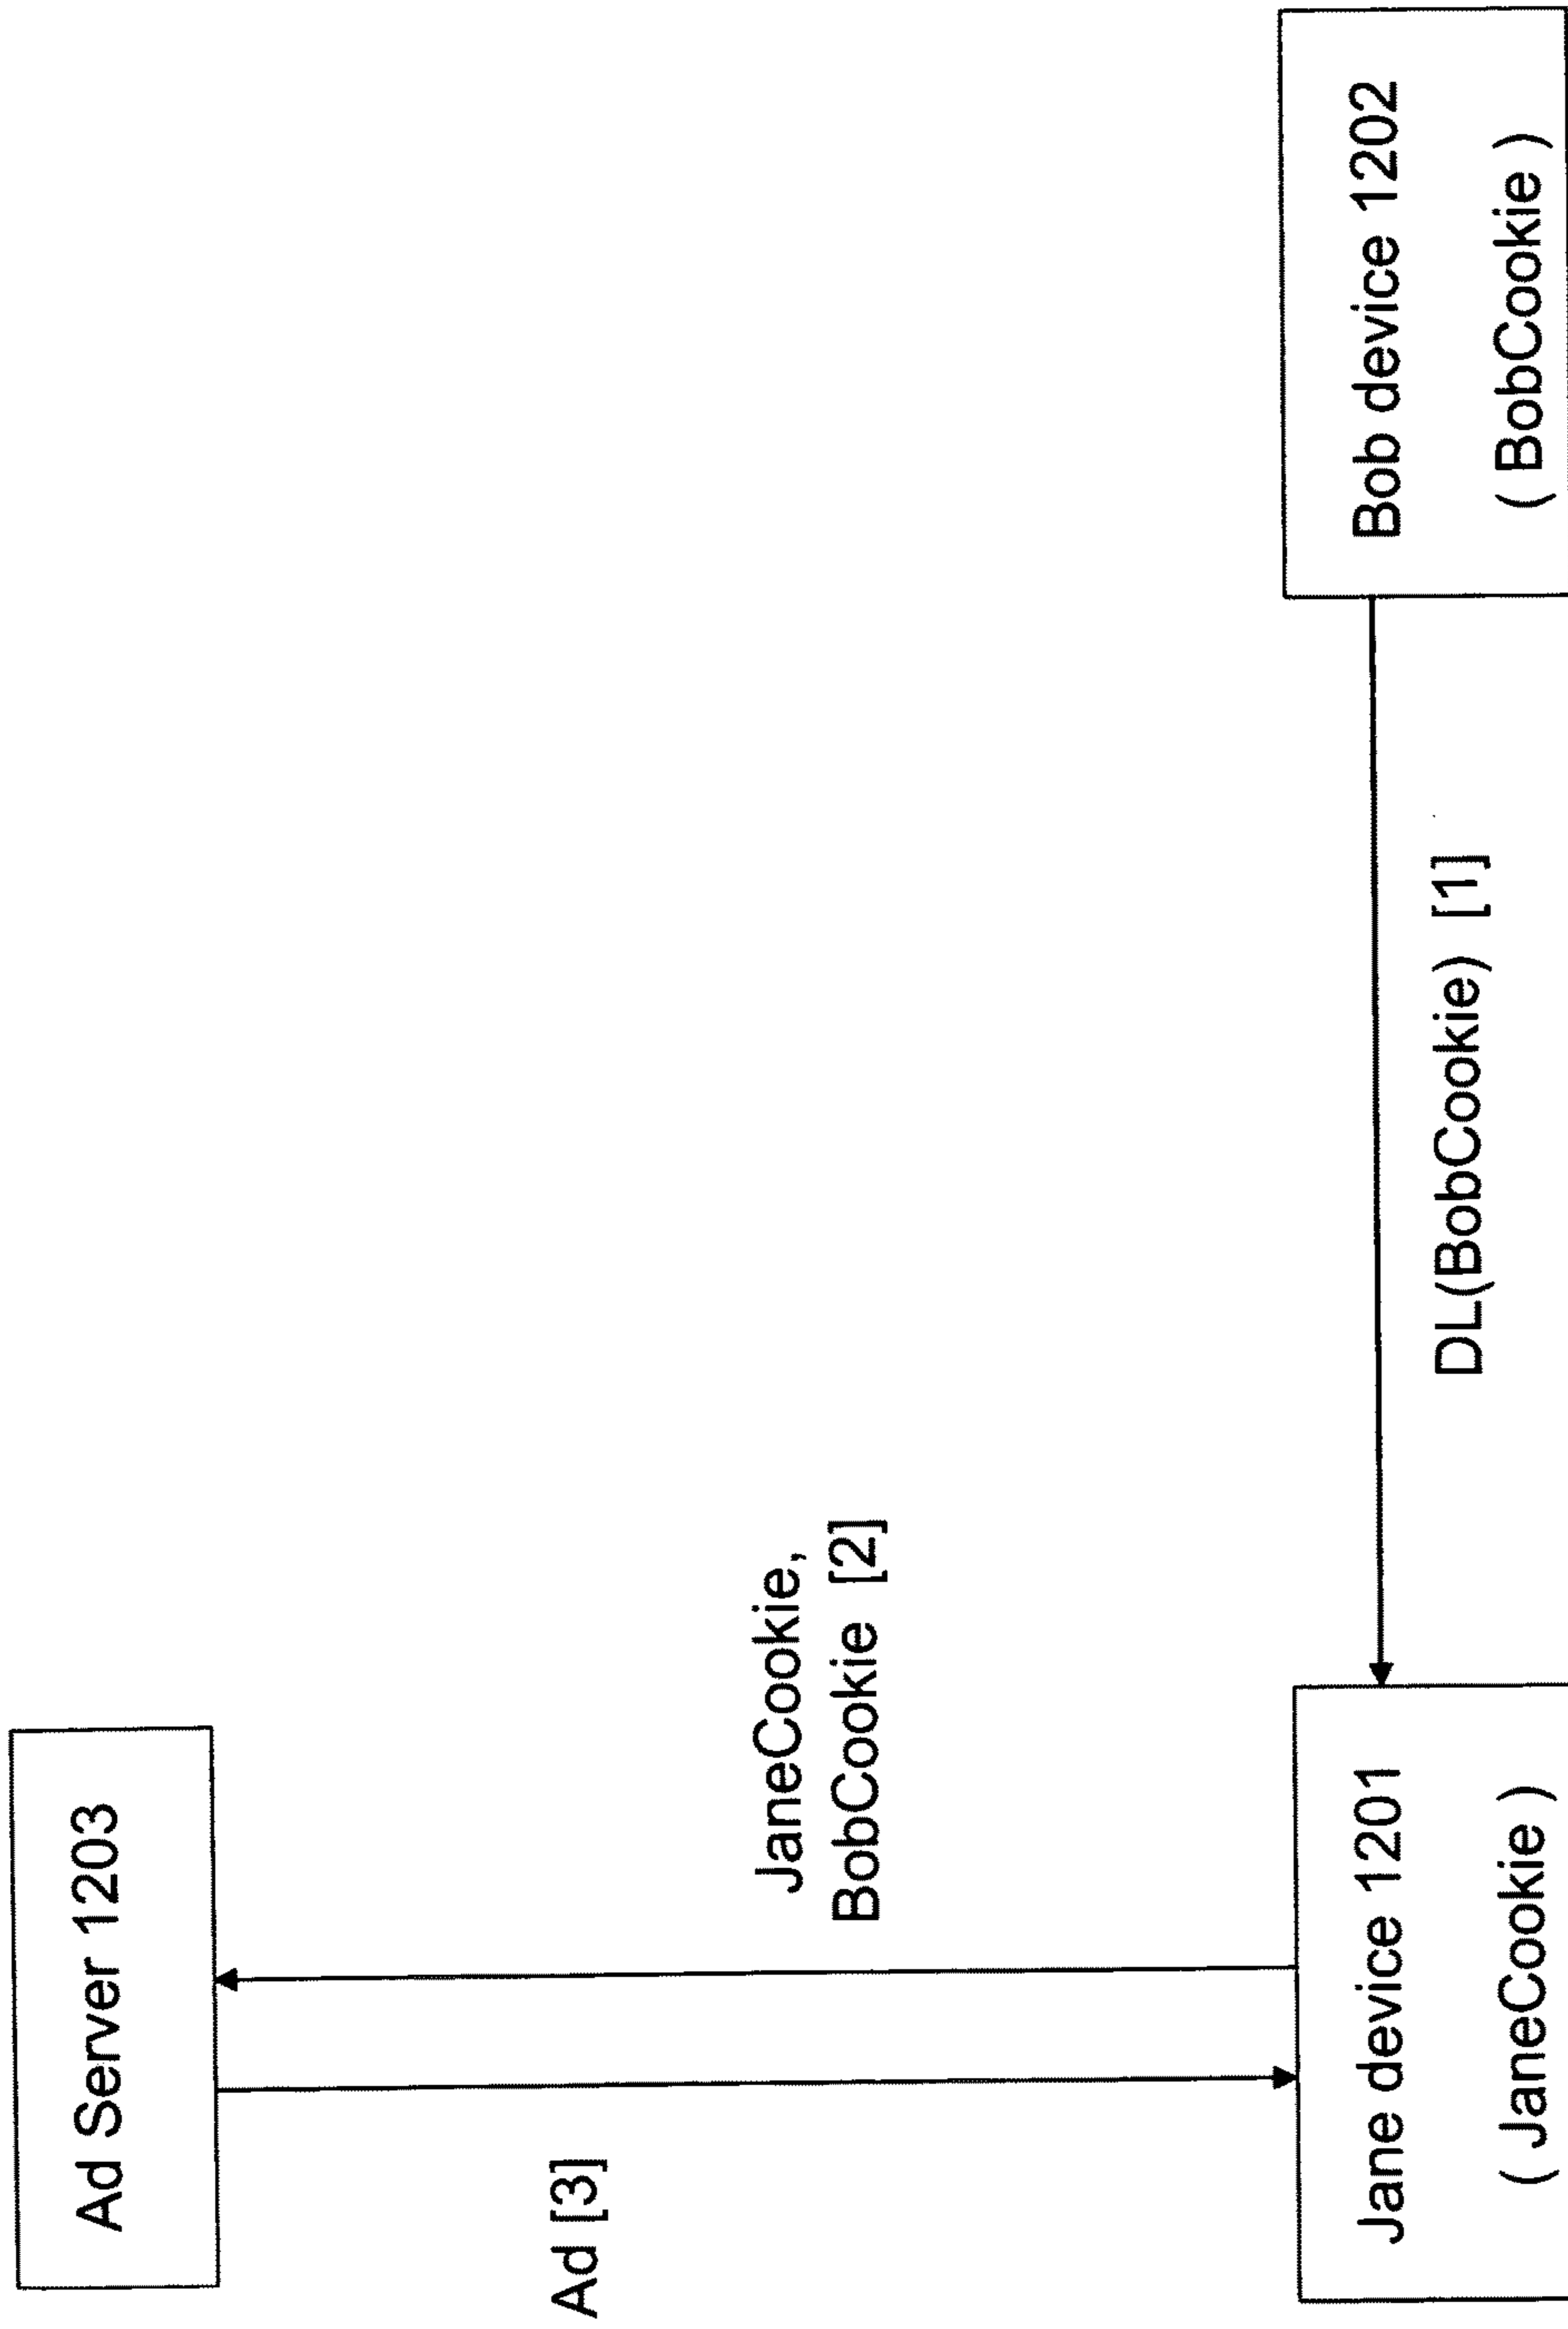 Ad Server 1203
Ad [3]
JaneCookie,
BobCookie [2]
Jane device 1201
( JaneCookie )
DL(BobCookie) [1]
Bob device 1202
( BobCookie )